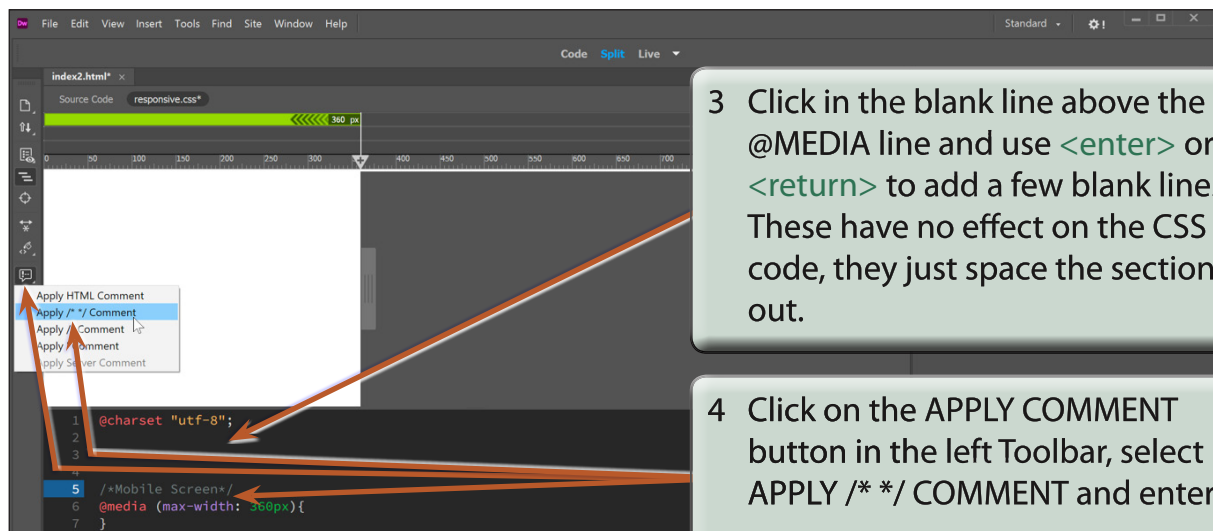 Dw File Edit View Insert Tools Find Site Window Help Standard
Code Split Live
index2.html* ×
Source Code responsive.css*
360 px
0 50 100 150 200 250 300 400 450 500 550 600 650 700
Apply HTML Comment
Apply /* */ Comment
Apply // Comment
Apply ' Comment
Apply Server Comment
1 @charset "utf-8";
2
3
4
5 /*Mobile Screen*/
6 @media (max-width: 360px){
7 }
3 Click in the blank line above the
@MEDIA line and use <enter> or
<return> to add a few blank line
These have no effect on the CSS
code, they just space the section
out.
4 Click on the APPLY COMMENT
button in the left Toolbar, select
APPLY /* */ COMMENT and enter